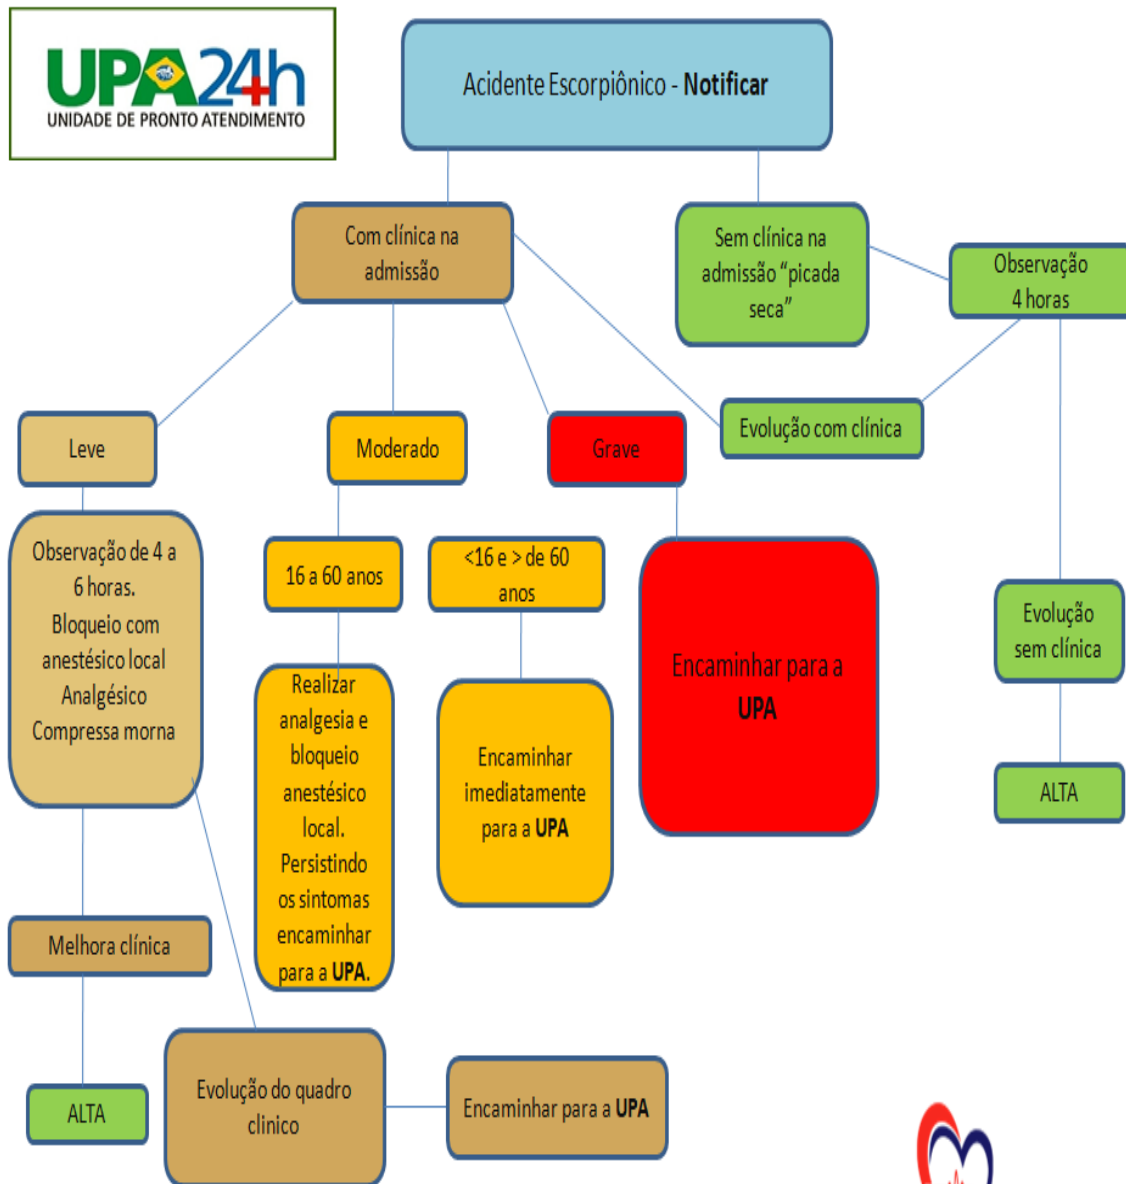 UPA24h
UNIDADE DE PRONTO ATENDIMENTO
Acidente Escorpiônico - Notificar
Com clínica na
admissão
Sem clínica na
admissão “picada
seca”
Observação
4 horas
Leve
Moderado
Grave
Evolução com clínica
Observação de 4 a
6 horas.
Bloqueio com
anestésico local
Analgésico
Compressa morna
16 a 60 anos
<16 e > de 60
anos
Encaminhar para a
UPA
Evolução
sem clínica
Realizar
analgesia e
bloqueio
anestésico
local.
Persistindo
os sintomas
encaminhar
para a UPA.
Encaminhar
imediatamente
para a UPA
ALTA
Melhora clínica
ALTA
Evolução do quadro
clinico
Encaminhar para a UPA